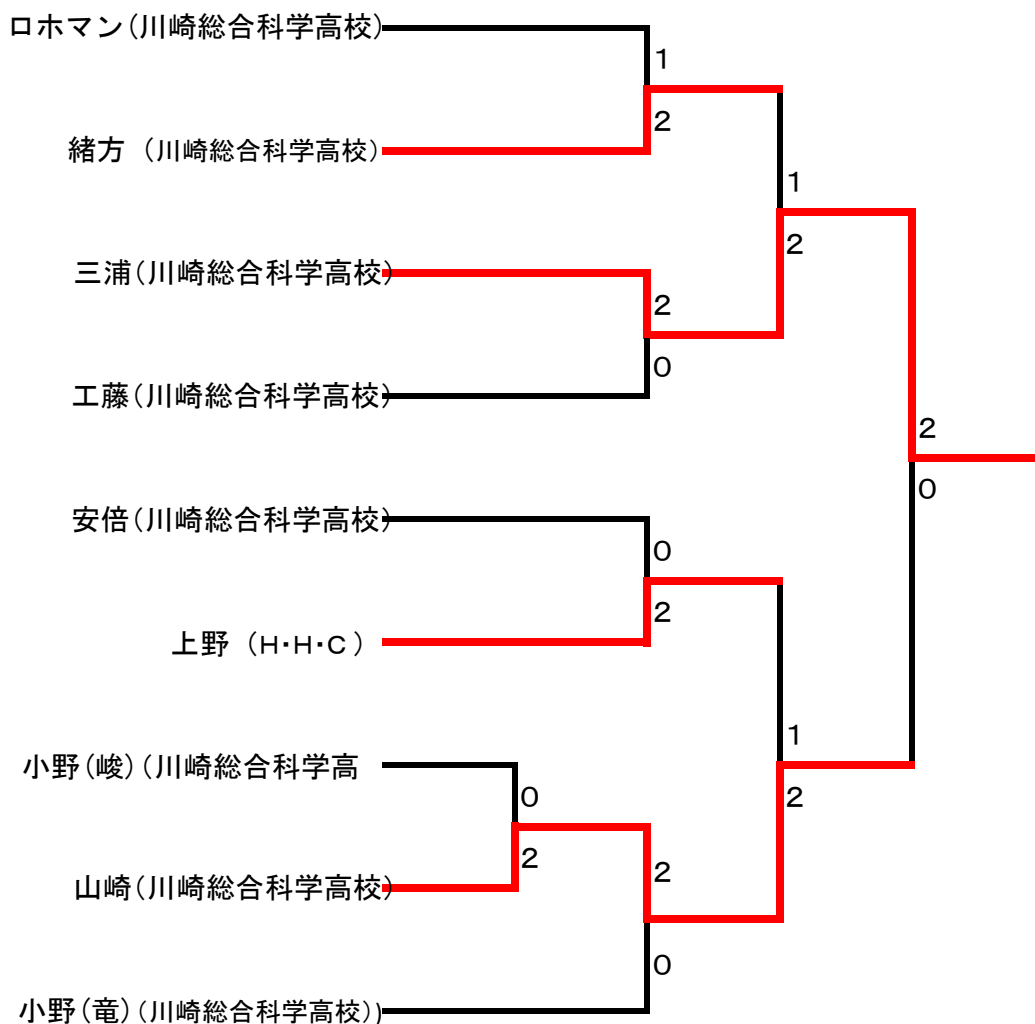 ロホマン(川崎総合科学高校)
1
2
緒方 (川崎総合科学高校)
1
2
三浦(川崎総合科学高校)
2
0
工藤(川崎総合科学高校)
2
0
安倍(川崎総合科学高校)
0
2
上野 (H・H・C)
1
2
小野(峻)(川崎総合科学高
0
2
山崎(川崎総合科学高校)
2
0
小野(竜)(川崎総合科学高校))